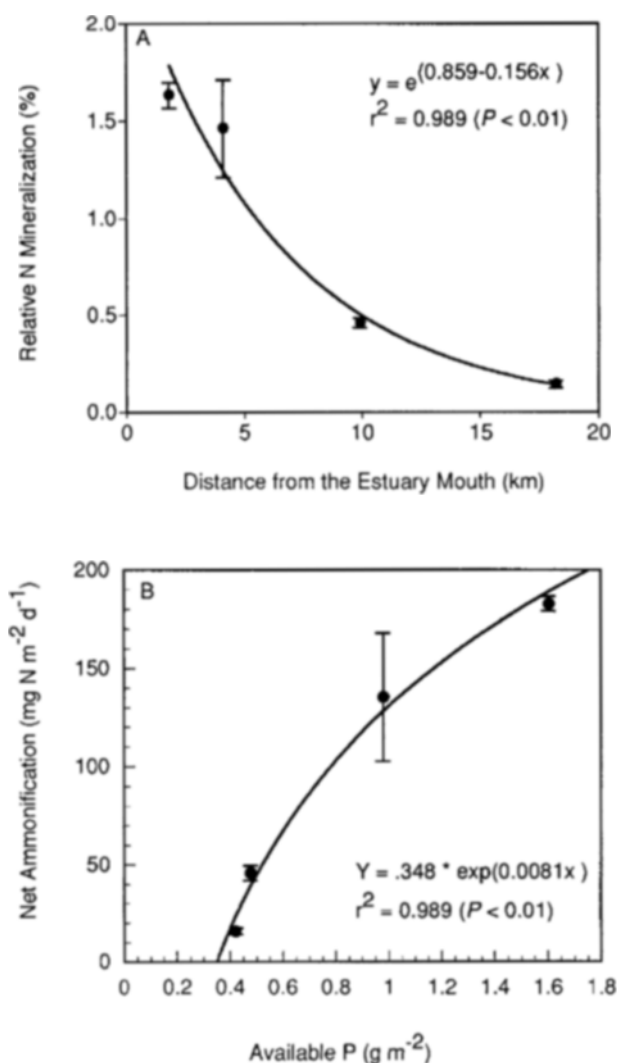 2.0
A
y = e(0.859-0.156x )
r2 = 0.989 (P < 0.01)
1.5
1.0
0.5
0.0
Relative N Mineralization (%)
0 5 10 15 20
Distance from the Estuary Mouth (km)
200
B
150
100
50
0
Net Ammonification (mg N m-2 d-1)
Y = .348 * exp(0.0081x )
r2 = 0.989 (P < 0.01)
0 0.2 0.4 0.6 0.8 1 1.2 1.4 1.6 1.8
Available P (g m-2)